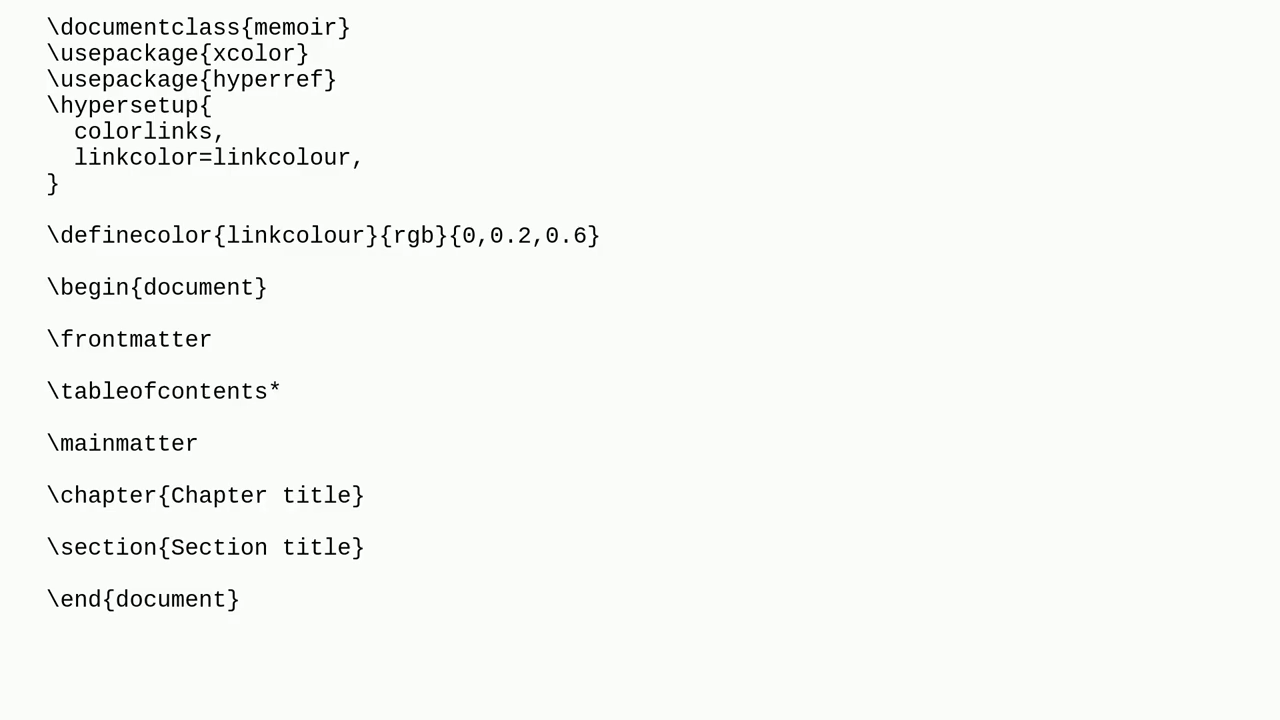 \documentclass{memoir}
\usepackage{xcolor}
\usepackage{hyperref}
\hypersetup{
  colorlinks,
  linkcolor=linkcolour,
}

\definecolor{linkcolour}{rgb}{0,0.2,0.6}

\begin{document}

\frontmatter

\tableofcontents*

\mainmatter

\chapter{Chapter title}

\section{Section title}

\end{document}